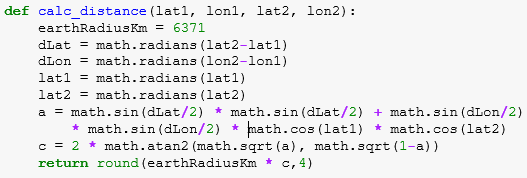 def calc_distance(lat1, lon1, lat2, lon2):
    earthRadiusKm = 6371
    dLat = math.radians(lat2-lat1)
    dLon = math.radians(lon2-lon1)
    lat1 = math.radians(lat1)
    lat2 = math.radians(lat2)
    a = math.sin(dLat/2) * math.sin(dLat/2) + math.sin(dLon/2)
        * math.sin(dLon/2) * math.cos(lat1) * math.cos(lat2)
    c = 2 * math.atan2(math.sqrt(a), math.sqrt(1-a))
    return round(earthRadiusKm * c,4)